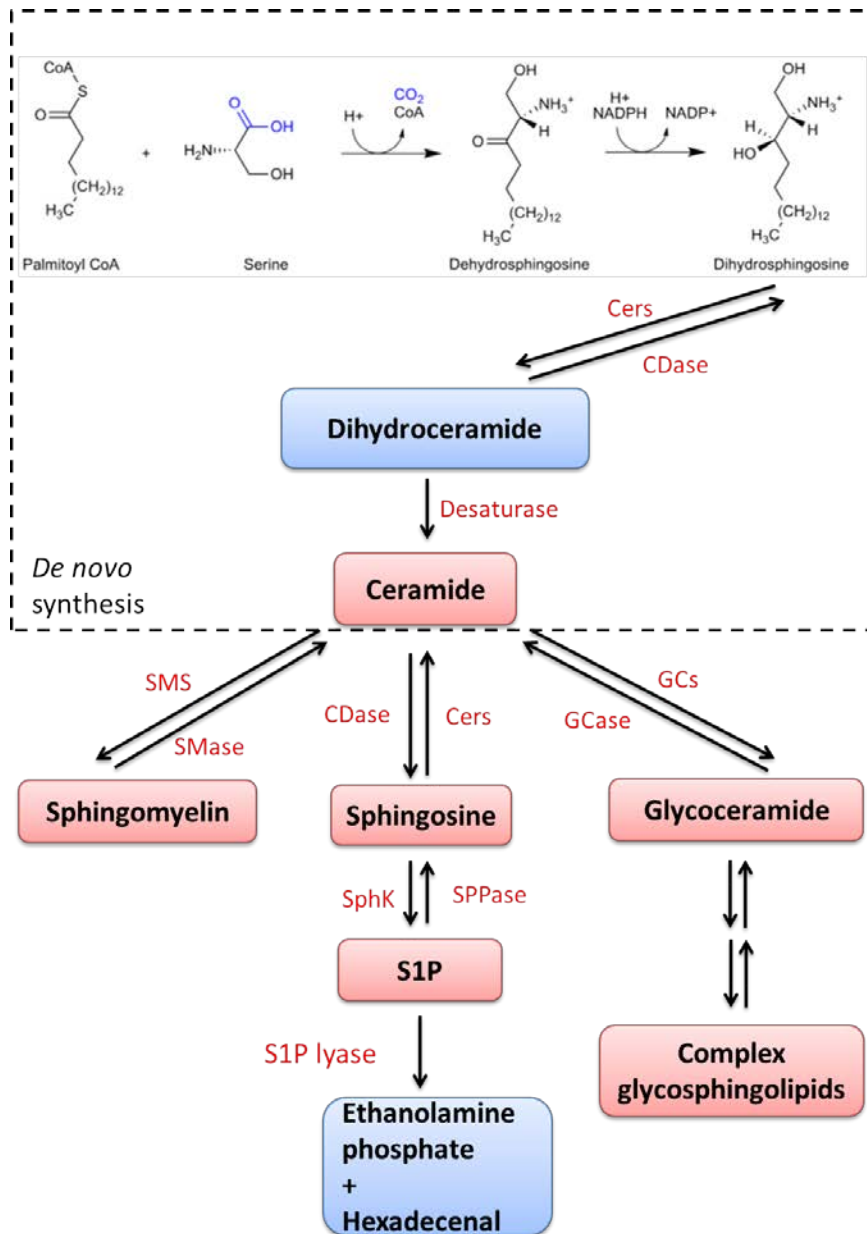 CoA
S
O
(CH₂)₁₂
H₃C
Palmitoyl CoA
+
O
OH
H₂N
OH
Serine
H+
CO₂
CoA
OH
NH₃⁺
H
O
(CH₂)₁₂
H₃C
Dehydrosphingosine
H+
NADPH
NADP+
OH
NH₃⁺
H
HO
H
(CH₂)₁₂
H₃C
Dihydrosphingosine
Cers
CDase
Dihydroceramide
Desaturase
De novo
synthesis
Ceramide
SMS
SMase
CDase
Cers
GCs
GCase
Sphingomyelin
Sphingosine
Glycoceramide
SphK
SPPase
S1P
S1P lyase
Complex
glycosphingolipids
Ethanolamine
phosphate
+
Hexadecenal